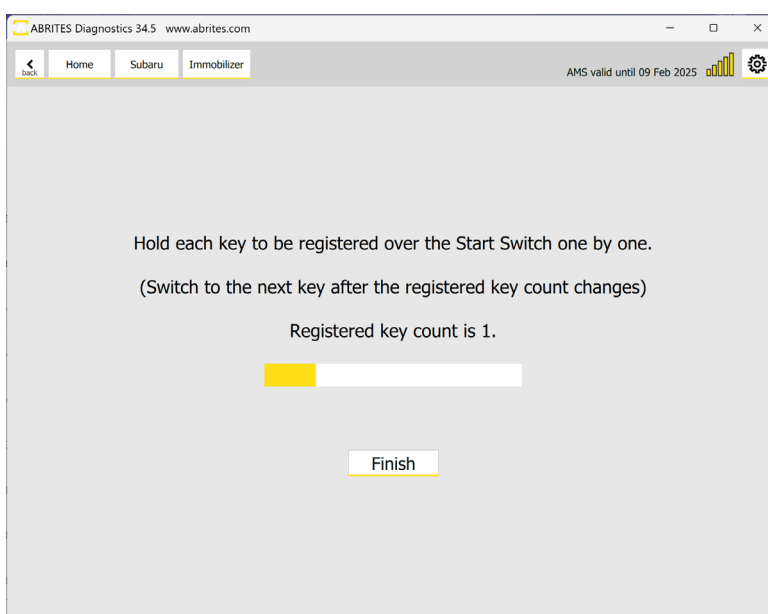 ABRITES Diagnostics 34.5 www.abrites.com
back
Home
Subaru
Immobilizer
AMS valid until 09 Feb 2025
Hold each key to be registered over the Start Switch one by one.
(Switch to the next key after the registered key count changes)
Registered key count is 1.
Finish